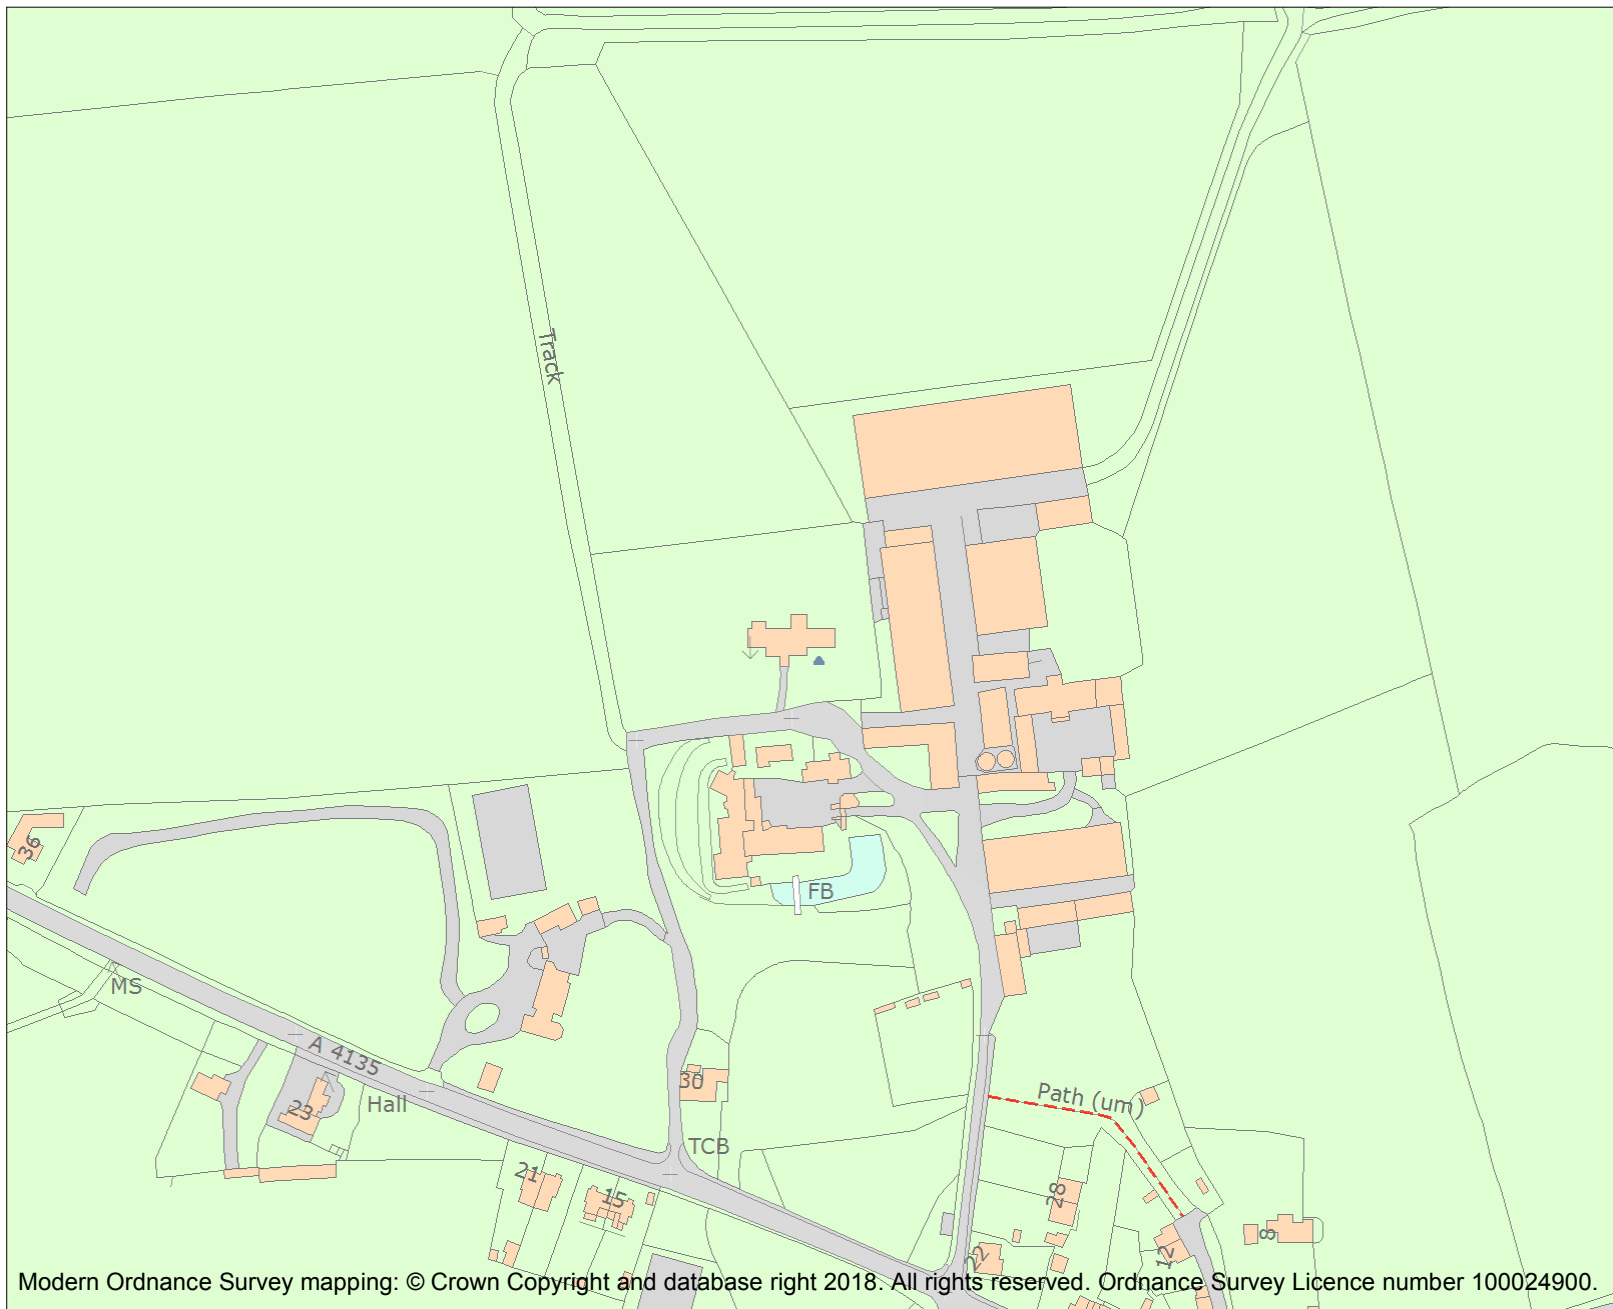 Track
36
FB
MS
A 4135
30
Path (um)
Hall
23
TCB
21
15
28
8
12
22
Modern Ordnance Survey mapping: © Crown Copyright and database right 2018. All rights reserved. Ordnance Survey Licence number 100024900.